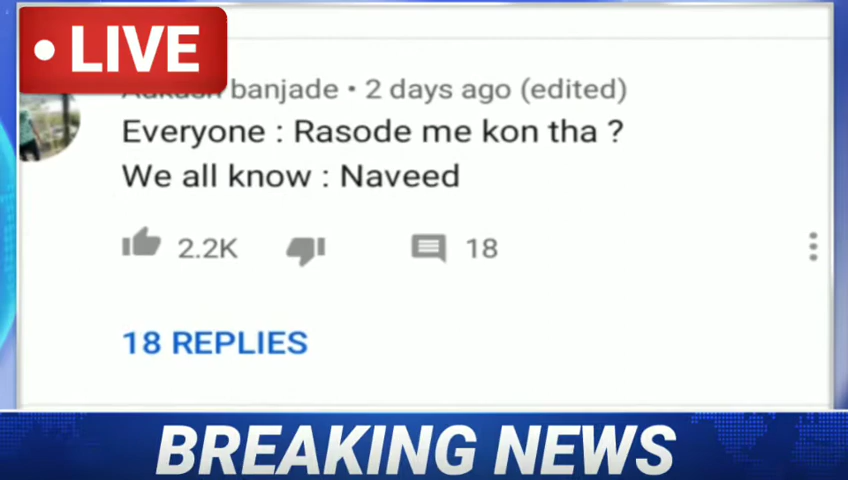 LIVE
banjade • 2 days ago (edited)
Everyone : Rasode me kon tha ?
We all know : Naveed
2.2K 18
18 REPLIES
BREAKING NEWS